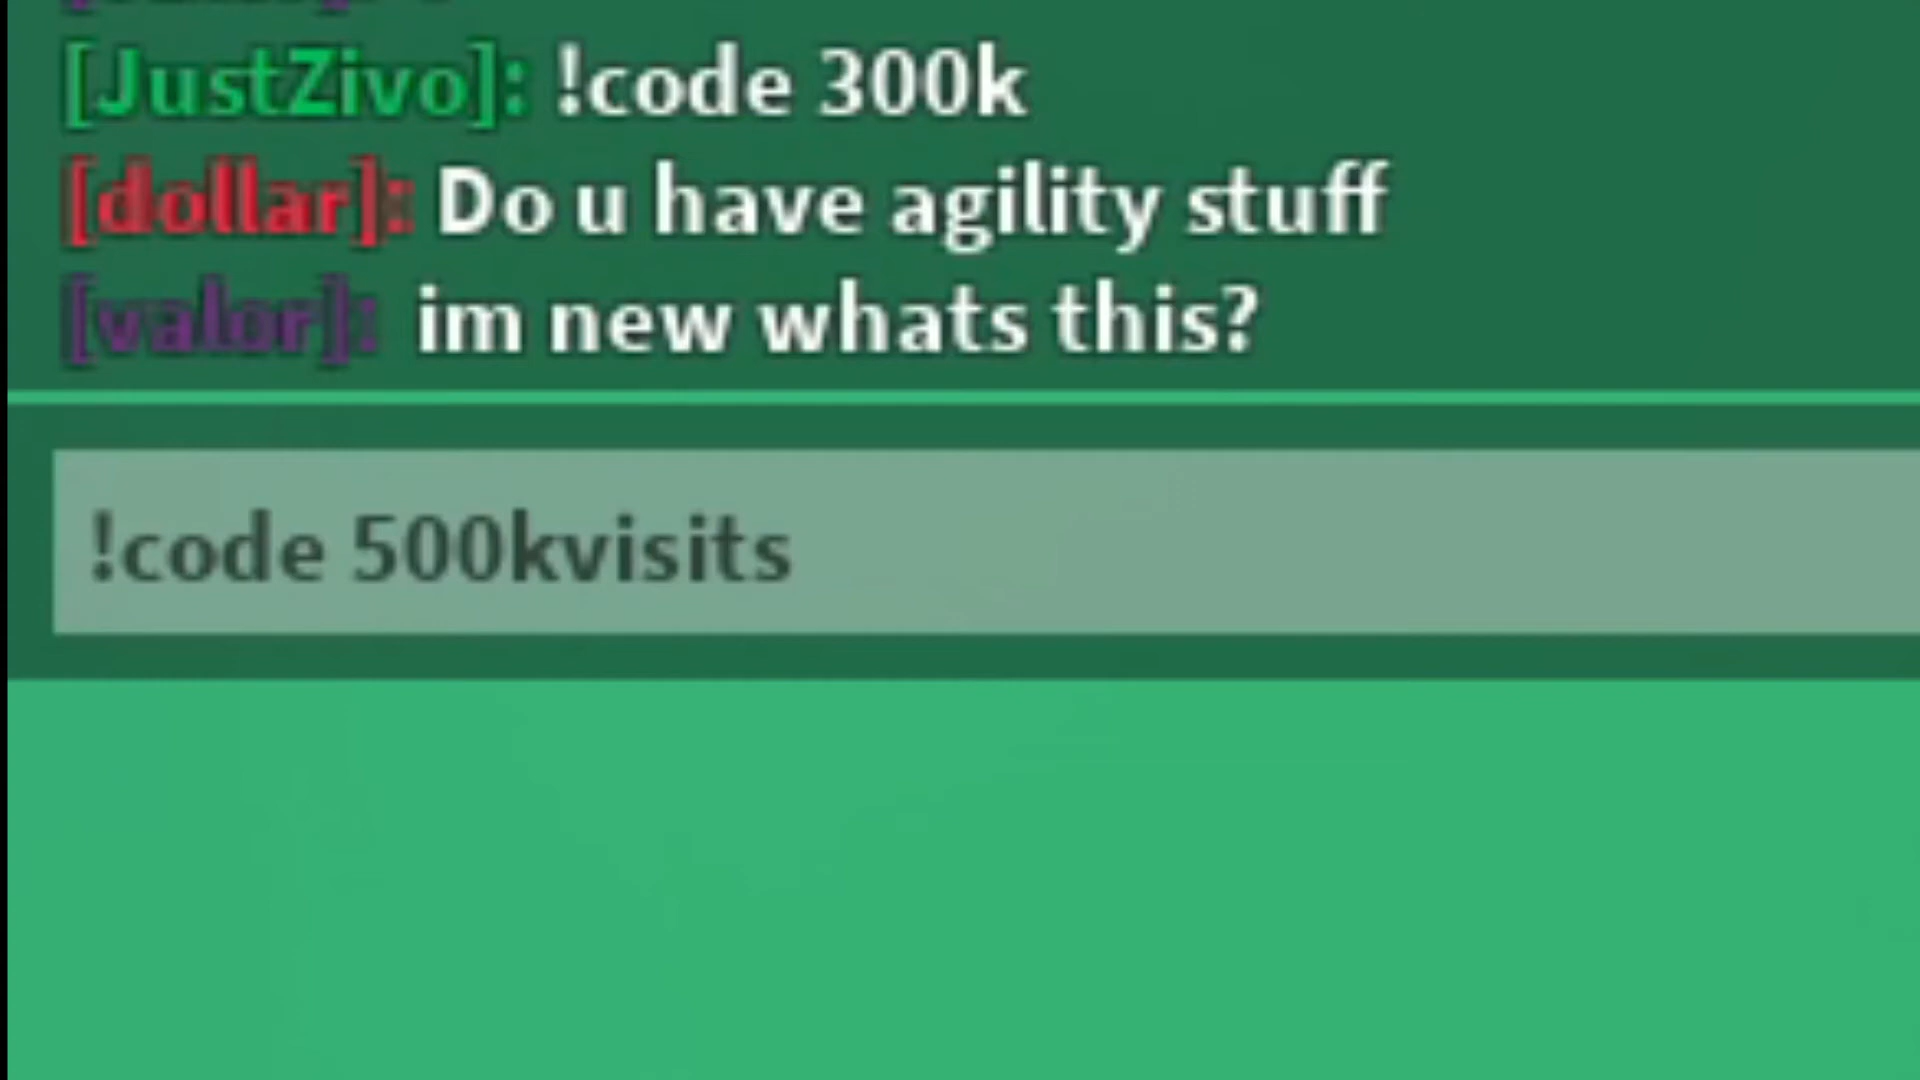 [JustZivo]: !code 300k
[dollar]: Do u have agility stuff
[valor]: im new whats this?
!code 500kvisits